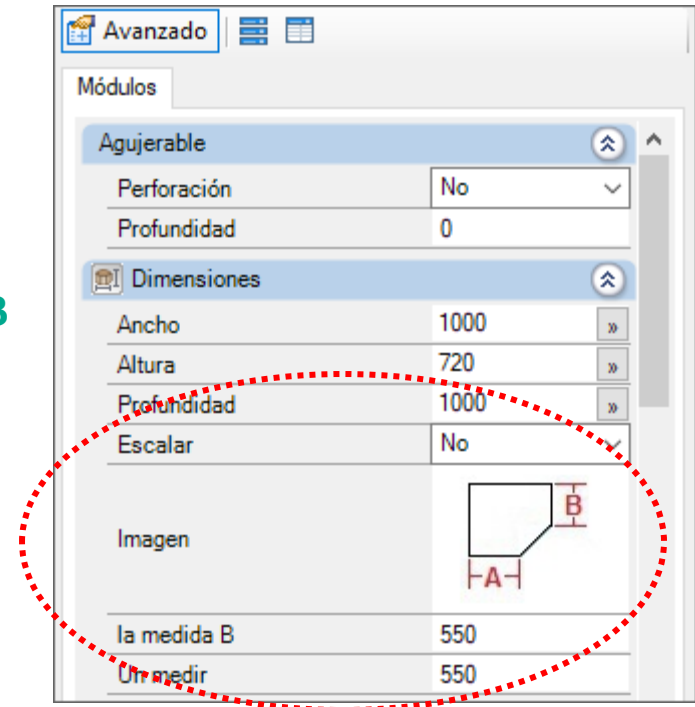 Avanzado
Módulos
Agujerable
Perforación No
Profundidad 0
Dimensiones
Ancho 1000 »
Altura 720 »
Profundidad 1000 »
Escalar No
Imagen
B
A
la medida B 550
Un medir 550